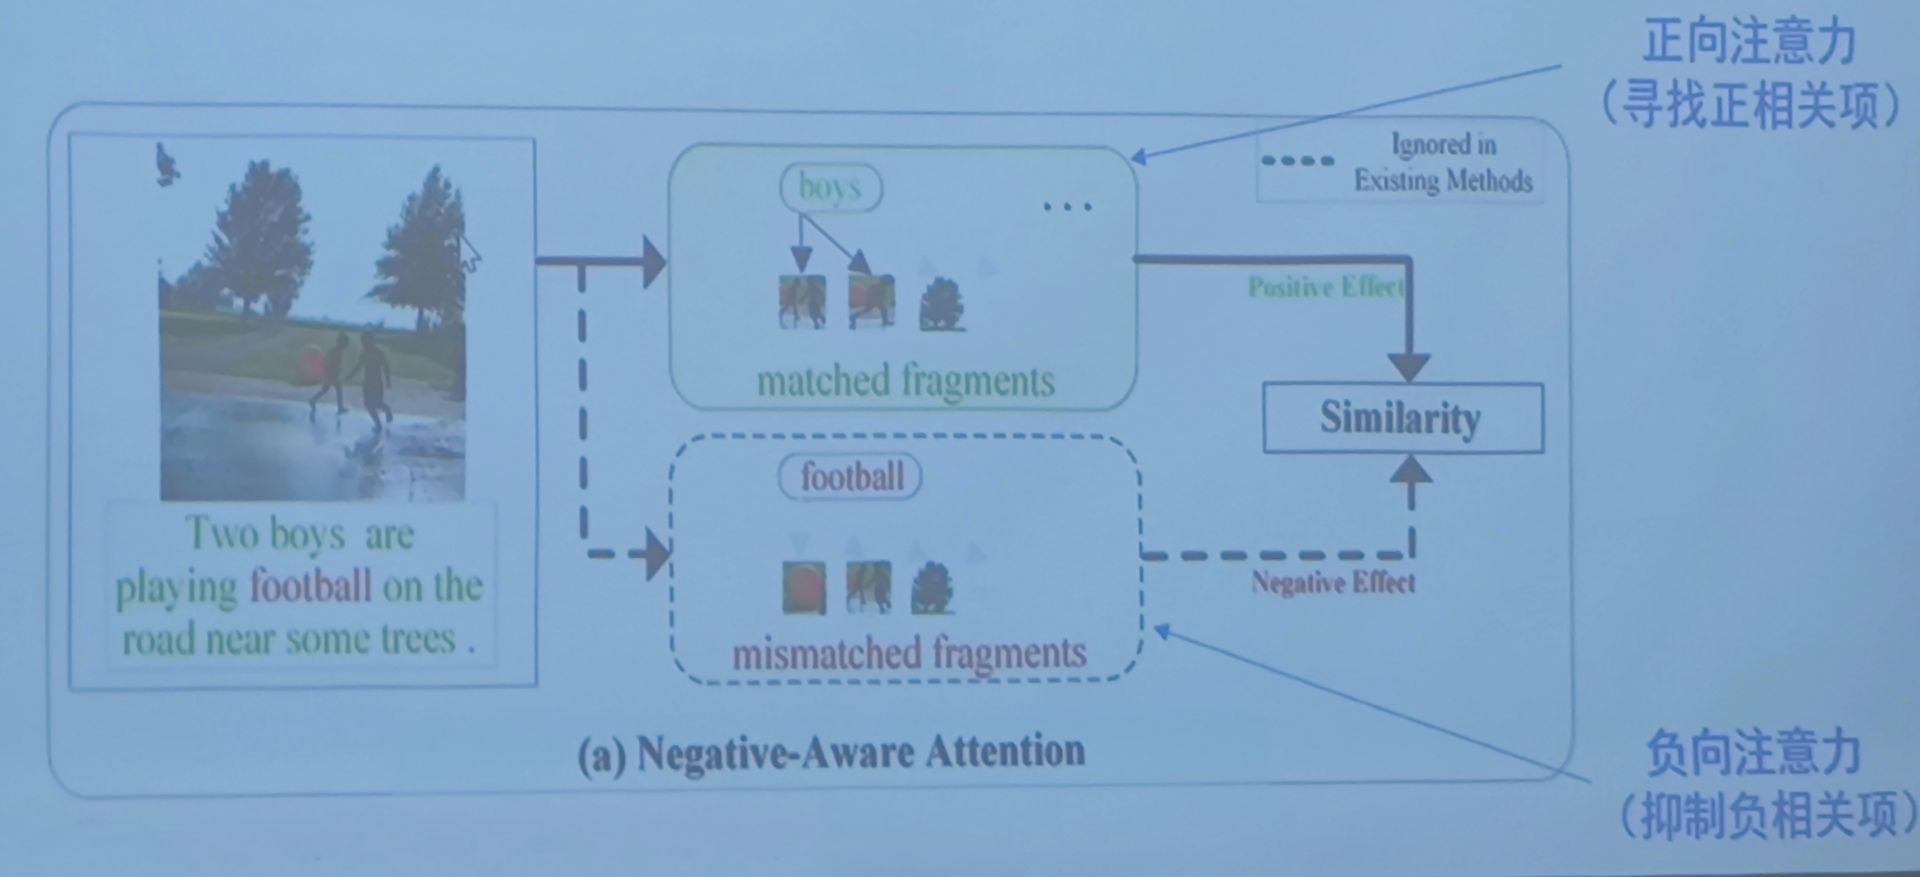 正向注意力
（寻找正相关项）
Ignored in
Existing Methods
boys
...
matched fragments
Positive Effect
Similarity
football
mismatched fragments
Negative Effect
Two boys are
playing football on the
road near some trees .
(a) Negative-Aware Attention
负向注意力
（抑制负相关项）